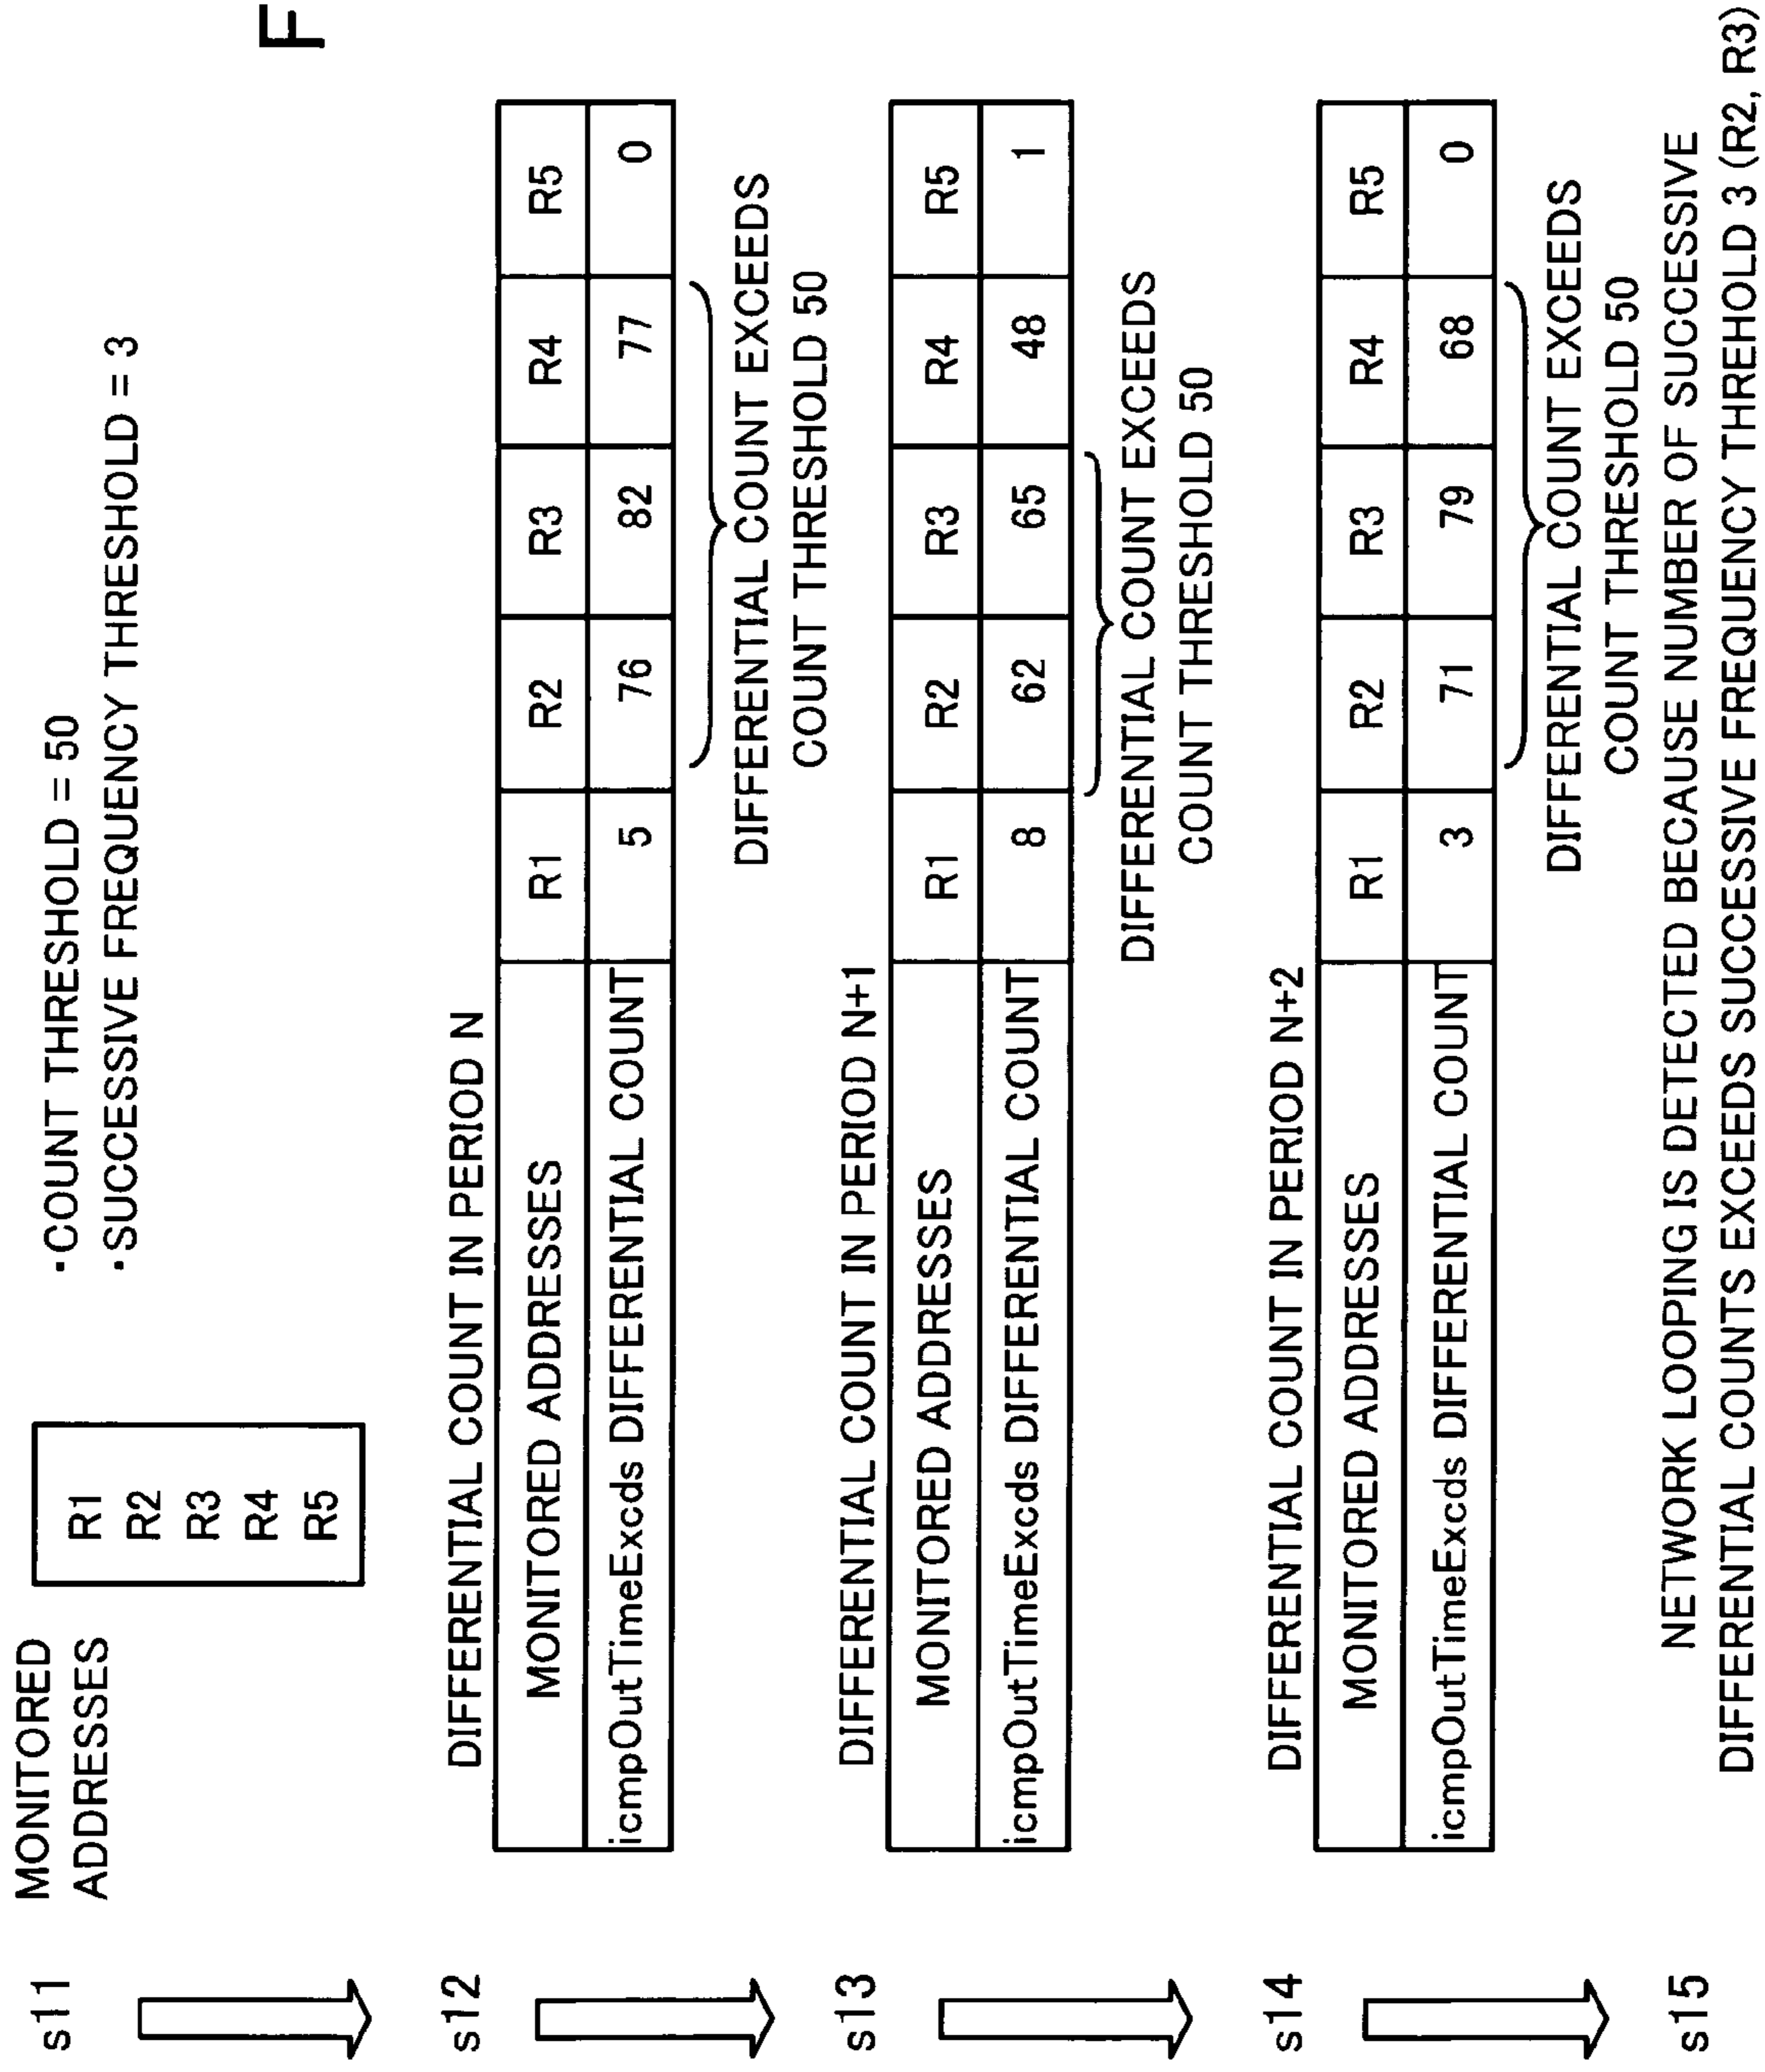 F
s11
MONITORED
ADDRESSES
R1
R2
R3
R4
R5
·COUNT THRESHOLD = 50
·SUCCESSIVE FREQUENCY THRESHOLD = 3
s12
DIFFERENTIAL COUNT IN PERIOD N
MONITORED ADDRESSES R1 R2 R3 R4 R5
icmpOutTimeExcds DIFFERENTIAL COUNT 5 76 82 77 0
DIFFERENTIAL COUNT EXCEEDS
COUNT THRESHOLD 50
s13
DIFFERENTIAL COUNT IN PERIOD N+1
MONITORED ADDRESSES R1 R2 R3 R4 R5
icmpOutTimeExcds DIFFERENTIAL COUNT 8 62 65 48 1
DIFFERENTIAL COUNT EXCEEDS
COUNT THRESHOLD 50
s14
DIFFERENTIAL COUNT IN PERIOD N+2
MONITORED ADDRESSES R1 R2 R3 R4 R5
icmpOutTimeExcds DIFFERENTIAL COUNT 3 71 79 68 0
DIFFERENTIAL COUNT EXCEEDS
COUNT THRESHOLD 50
s15
NETWORK LOOPING IS DETECTED BECAUSE NUMBER OF SUCCESSIVE
DIFFERENTIAL COUNTS EXCEEDS SUCCESSIVE FREQUENCY THREHOLD 3 (R2, R3)